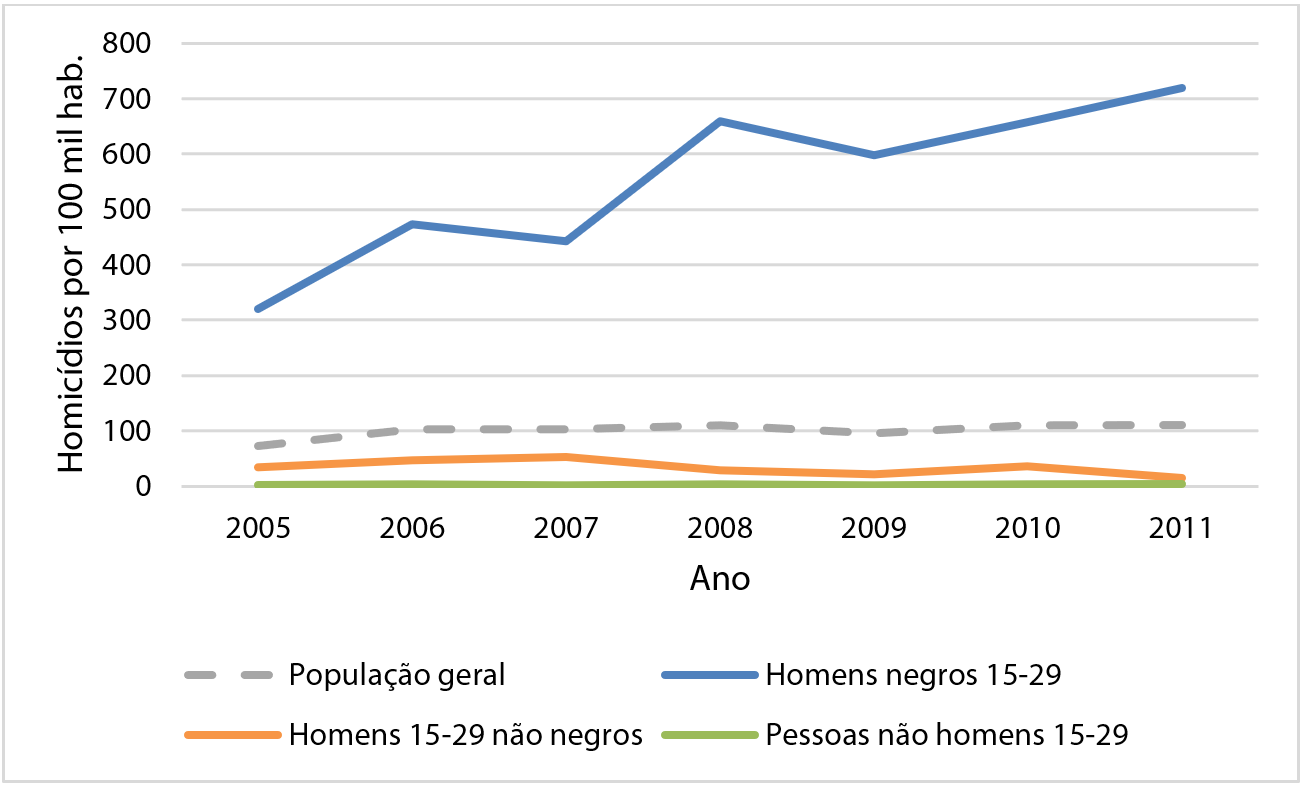 Homicídios por 100 mil hab.
800
700
600
500
400
300
200
100
0
2005 2006 2007 2008 2009 2010 2011
Ano
População geral Homens negros 15-29
Homens 15-29 não negros Pessoas não homens 15-29